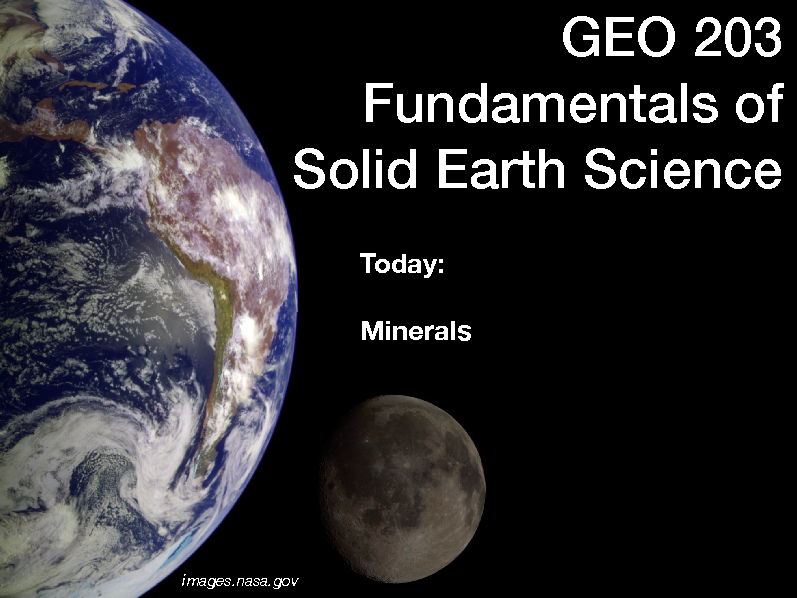 GEO 203
Fundamentals of
Solid Earth Science
Today:
Minerals
images.nasa.gov